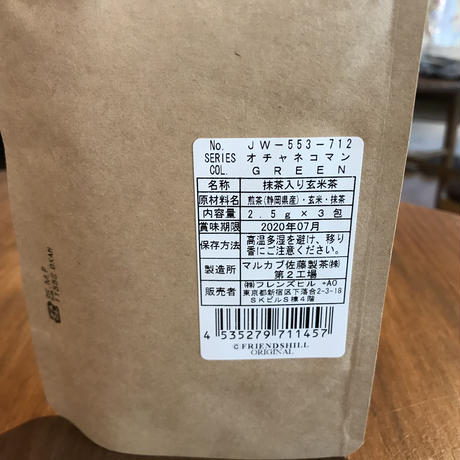 No. JW-553-712
SERIES オチャネコマン
COL. GREEN
名称 抹茶入り玄米茶
原材料名 煎茶(静岡県産)・玄米・抹茶
内容量 2.5g×3包
賞味期限 2020年07月
保存方法 高温多湿を避け、移り
香にご注意ください。
製造所 マルカブ佐藤製茶㈱
第2工場
販売者 ㈱フレンズヒル +A0
東京都新宿区下落合2-3-18
SKビルS棟4階
4 535279 711457
©FRIENDSHILL
ORIGINAL